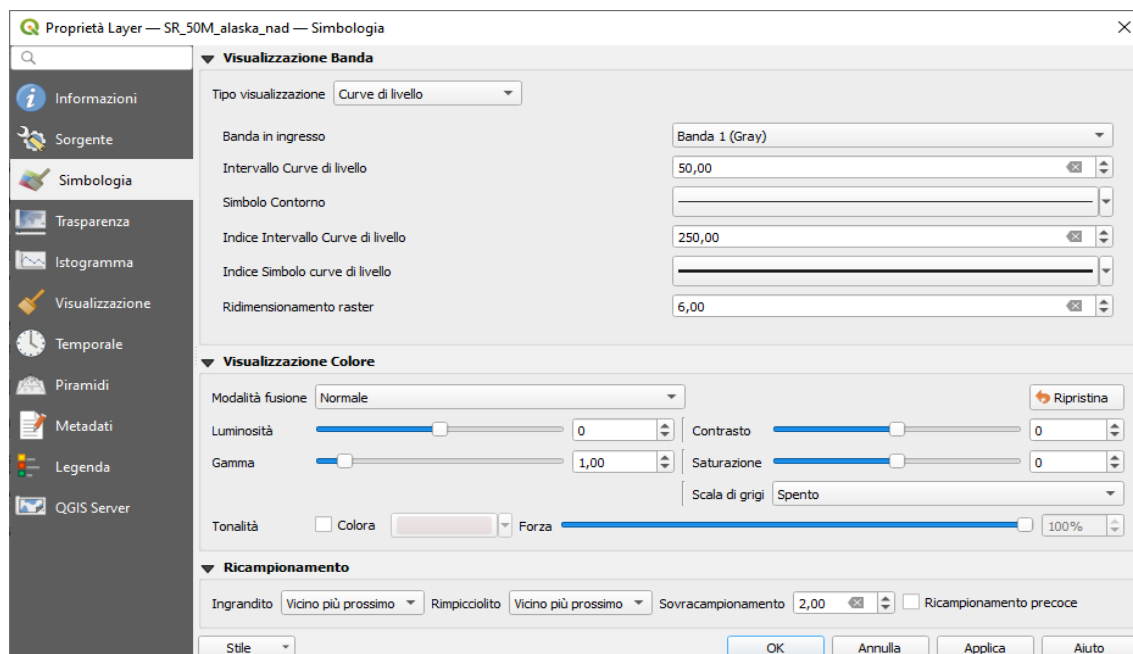 Proprietà Layer — SR_50M_alaska_nad — Simbologia
Informazioni
Sorgente
Simbologia
Trasparenza
Istogramma
Visualizzazione
Temporale
Piramidi
Metadati
Legenda
QGIS Server
Visualizzazione Banda
Tipo visualizzazione Curve di livello
Banda in ingresso Banda 1 (Gray)
Intervallo Curve di livello 50,00
Simbolo Contorno
Indice Intervallo Curve di livello 250,00
Indice Simbolo curve di livello
Ridimensionamento raster 6,00
Visualizzazione Colore
Modalità fusione Normale Ripristina
Luminosità 0 Contrasto 0
Gamma 1,00 Saturazione 0
Scala di grigi Spento
Tonalità Colora Forza 100%
Ricampionamento
Ingrandito Vicino più prossimo Rimpicciolito Vicino più prossimo Sovracampionamento 2,00 Ricampionamento precoce
Stile OK Annulla Applica Aiuto